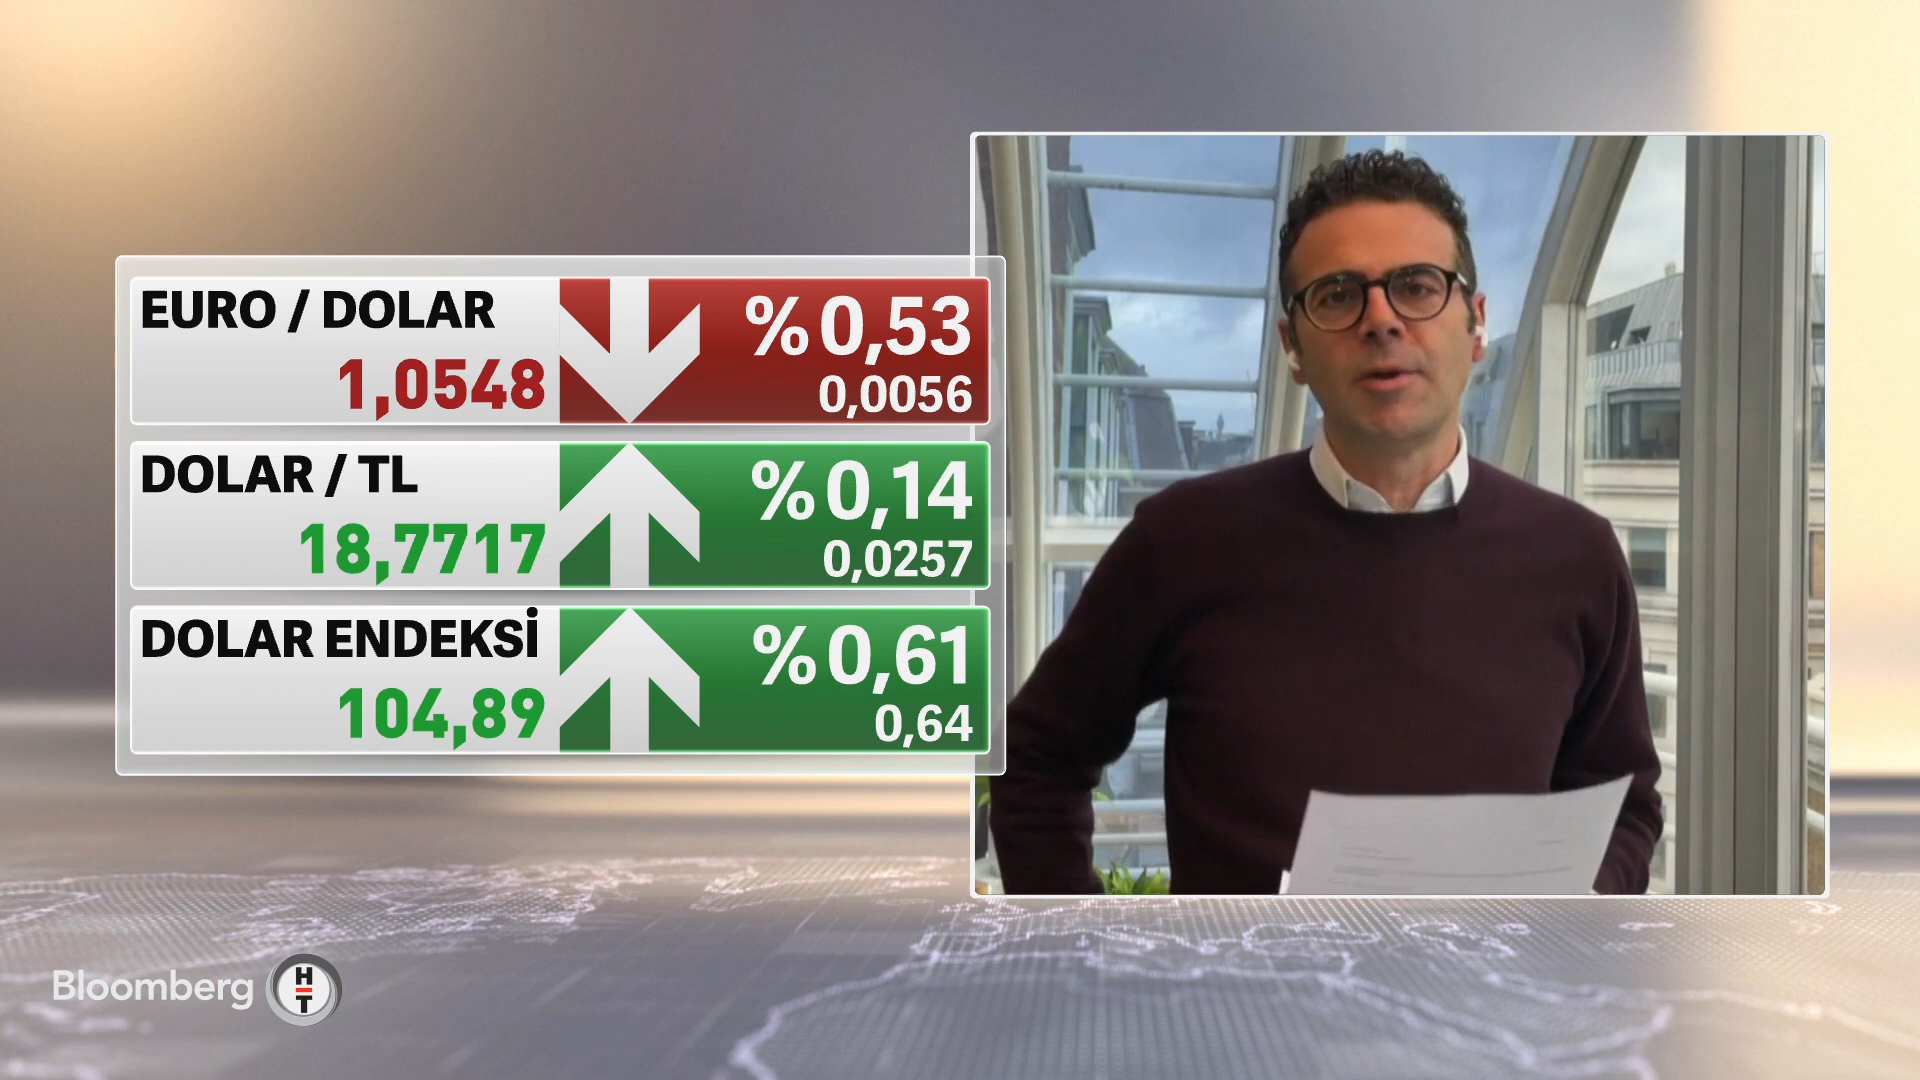 EURO / DOLAR
1,0548
%0,53
0,0056
DOLAR / TL
18,7717
%0,14
0,0257
DOLAR ENDEKSİ
104,89
%0,61
0,64
Bloomberg HT